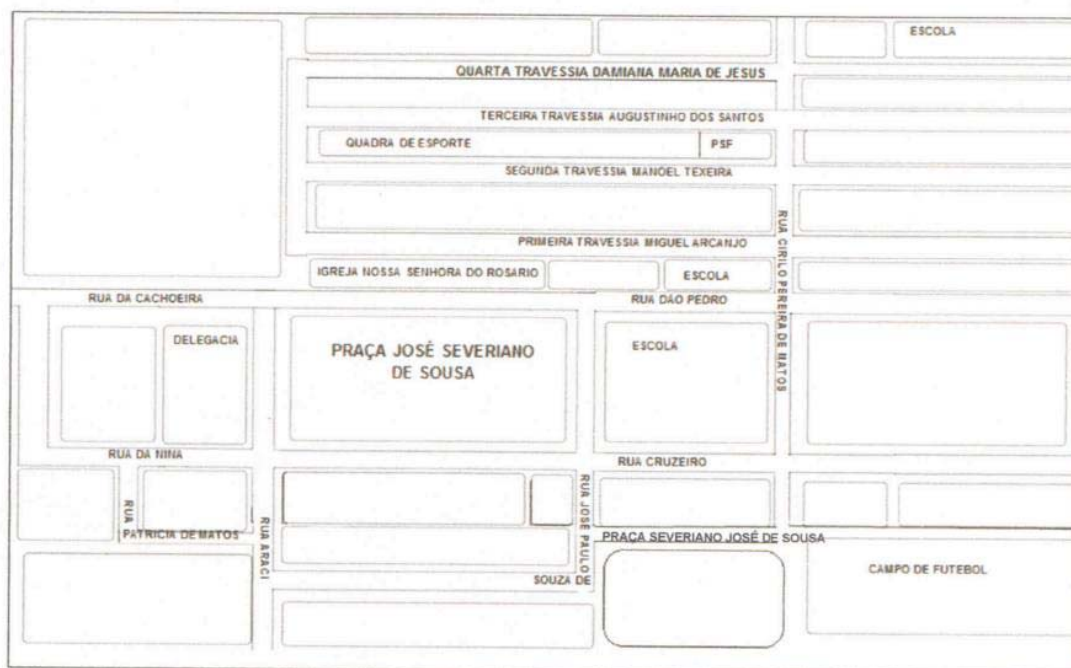 ESCOLA
QUARTA TRAVESSIA DAMIANA MARIA DE JESUS
TERCEIRA TRAVESSIA AUGUSTINHO DOS SANTOS
QUADRA DE ESPORTE
PSF
SEGUNDA TRAVESSIA MANOEL TEXEIRA
RUA CIRILO PEREIRA DE MATOS
PRIMEIRA TRAVESSIA MIGUEL ARCANJO
IGREJA NOSSA SENHORA DO ROSARIO
ESCOLA
RUA DA CACHOEIRA
RUA DÃO PEDRO
DELEGACIA
PRAÇA JOSÉ SEVERIANO
DE SOUSA
ESCOLA
RUA DA NINA
RUA CRUZEIRO
RUA
PATRICIA DE MATOS
RUA ARACI
RUA JOSÉ PAULO
SOUZA DE
PRAÇA SEVERIANO JOSÉ DE SOUSA
CAMPO DE FUTEBOL